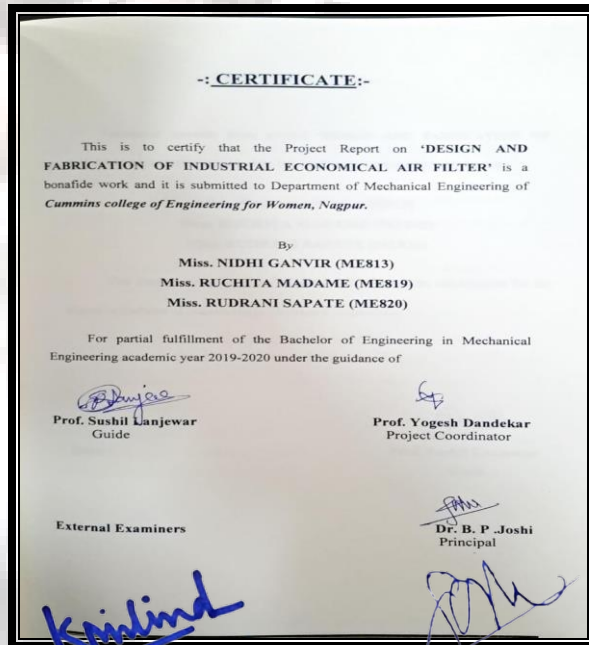 -: CERTIFICATE:-
This is to certify that the Project Report on ‘DESIGN AND
FABRICATION OF INDUSTRIAL ECONOMICAL AIR FILTER’ is a
bonafide work and it is submitted to Department of Mechanical Engineering of
Cummins college of Engineering for Women, Nagpur.
By
Miss. NIDHI GANVIR (ME813)
Miss. RUCHITA MADAME (ME819)
Miss. RUDRANI SAPATE (ME820)
For partial fulfillment of the Bachelor of Engineering in Mechanical
Engineering academic year 2019-2020 under the guidance of
Prof. Sushil Lanjewar
Guide
Prof. Yogesh Dandekar
Project Coordinator
External Examiners
Dr. B. P .Joshi
Principal